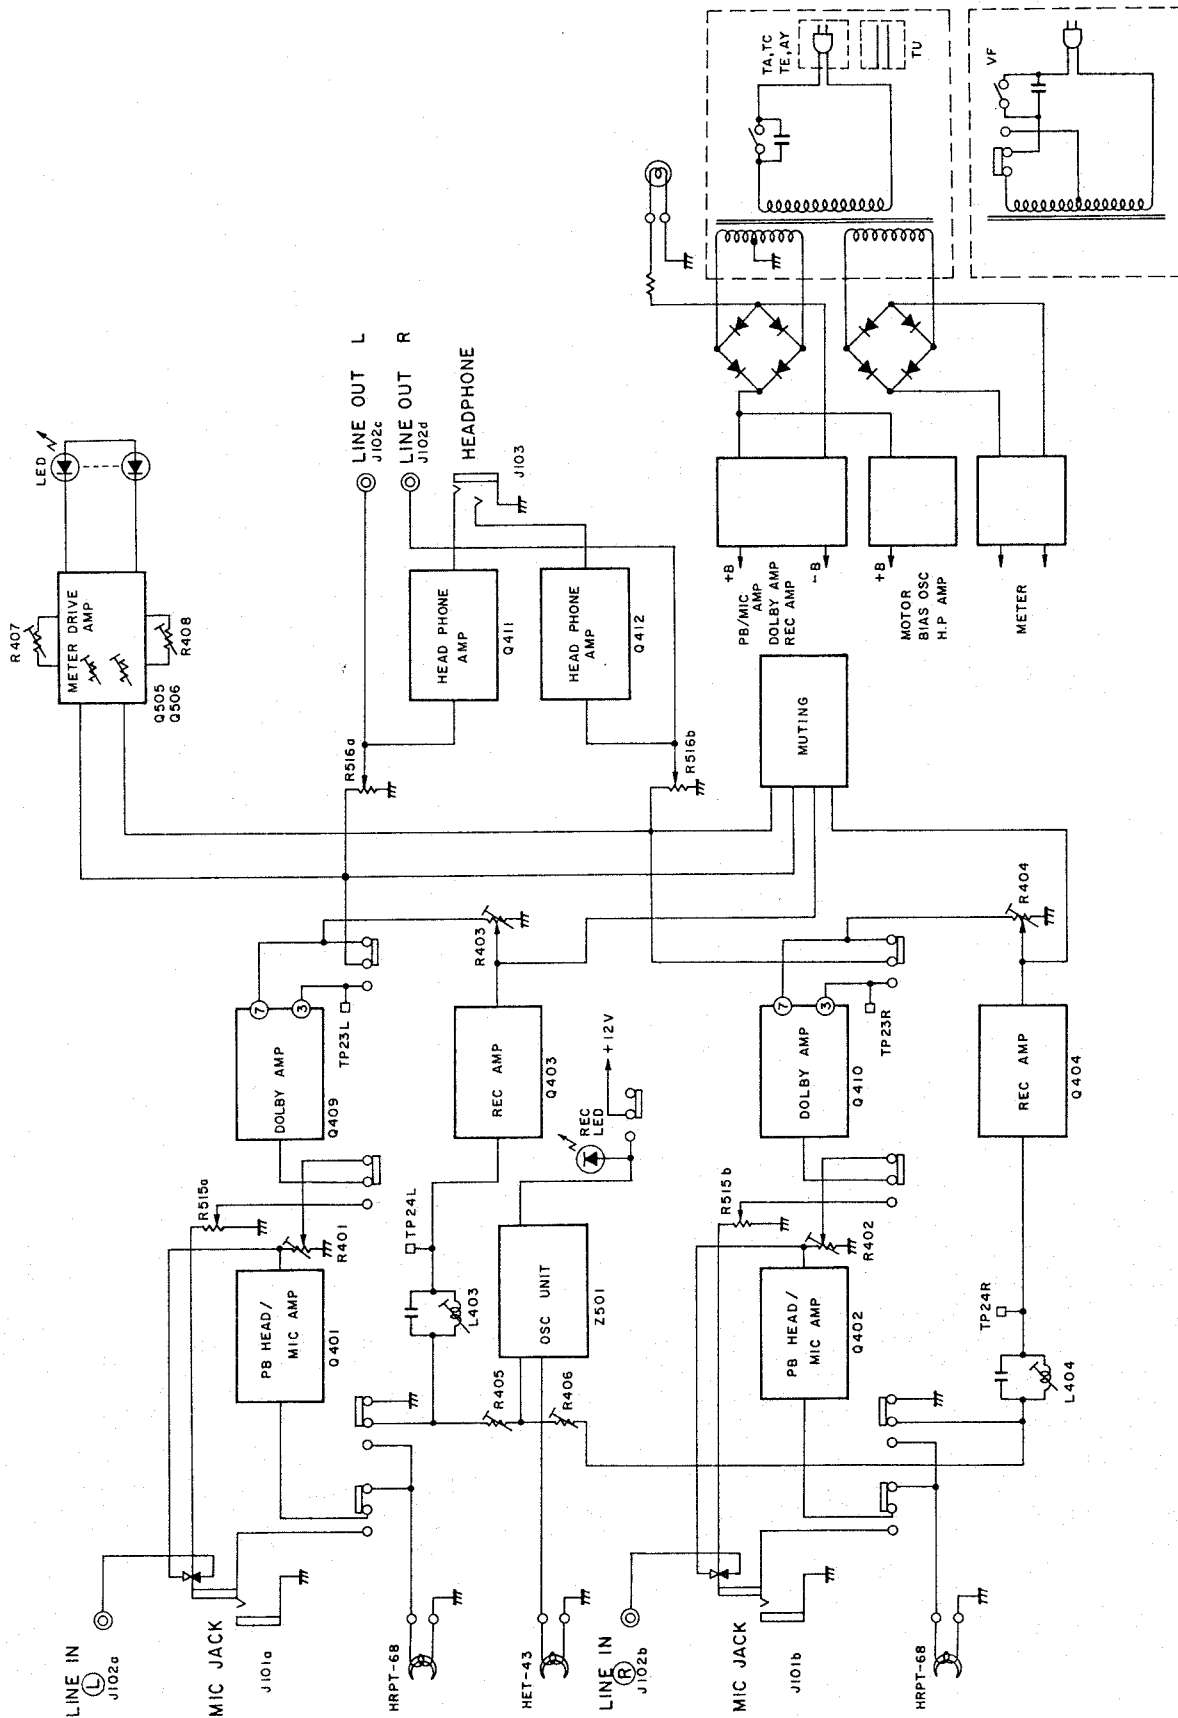 LINE IN
L
J102a
MIC JACK
J101a
HRPT-68
HET-43
LINE IN
R
J102b
MIC JACK
J101b
HRPT-68
PB HEAD/
MIC AMP
Q401
R515a
R401
TP24L
L403
R405
R406
OSC UNIT
Z501
REC
LED
+12V
PB HEAD/
MIC AMP
Q402
R515b
R402
TP24R
L404
DOLBY AMP
Q409
7
3
TP23L
REC AMP
Q403
R403
DOLBY AMP
Q410
7
3
TP23R
REC AMP
Q404
R404
MUTING
R516a
R516b
METER DRIVE
AMP
Q505
Q506
R407
R408
LED
HEAD PHONE
AMP
Q411
HEAD PHONE
AMP
Q412
LINE OUT L
J102c
LINE OUT R
J102d
HEADPHONE
J103
+B
PB/MIC
AMP
DOLBY AMP
REC AMP
-B
+B
MOTOR
BIAS OSC
H.P AMP
METER
TA,TC
TE,AY
TU
VF